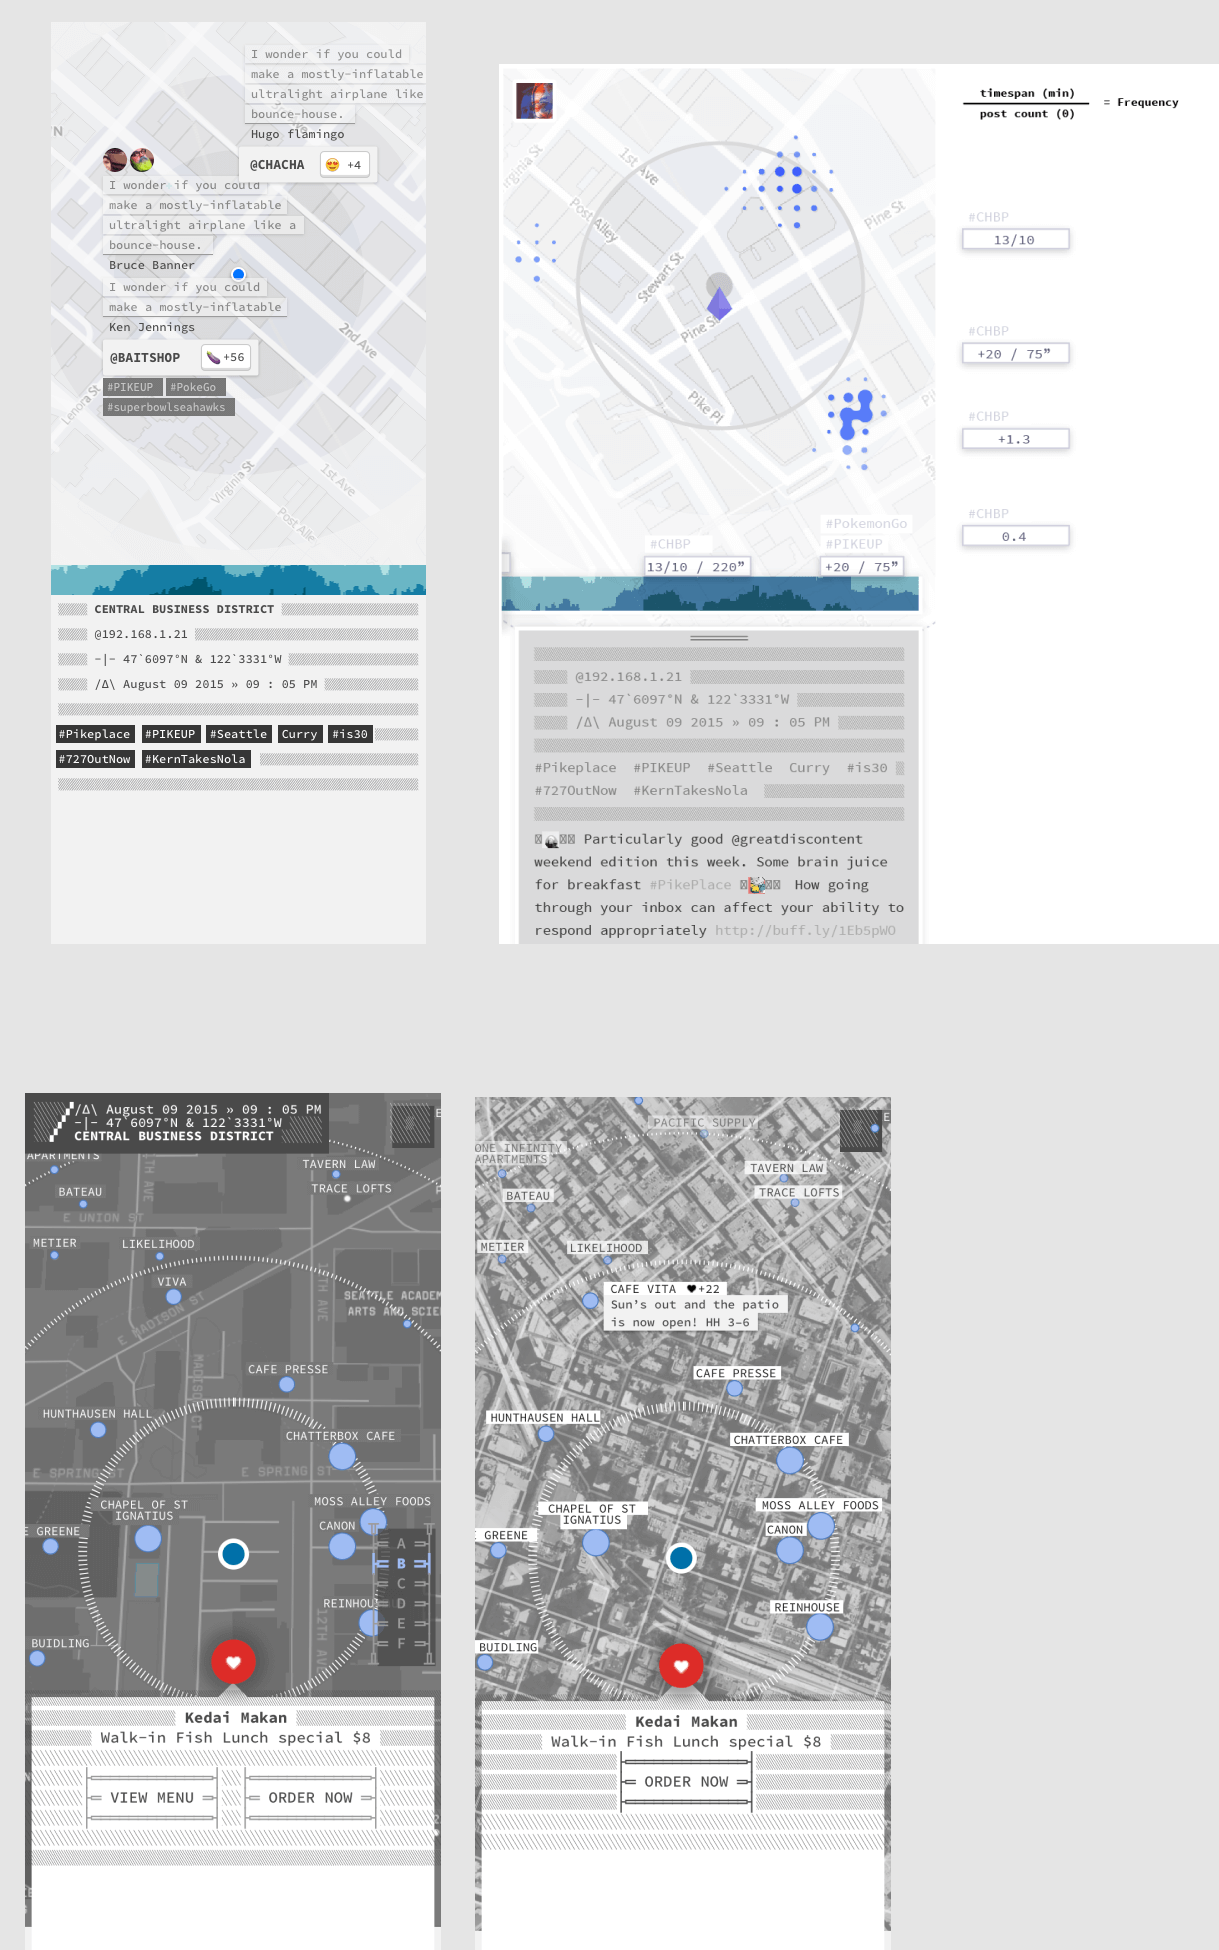 I wonder if you could
make a mostly-inflatable
ultralight airplane like
bounce-house.
Hugo flamingo
@CHACHA +4
I wonder if you could
make a mostly-inflatable
ultralight airplane like a
bounce-house.
Bruce Banner
I wonder if you could
make a mostly-inflatable
Ken Jennings
@BAITSHOP +56
#PIKEUP #PokeGo
#superbowlseahawks
N
2nd Ave
Lenora St
Virginia St
1st Ave
Post Alle
CENTRAL BUSINESS DISTRICT
@192.168.1.21
-|- 47`6097°N & 122`3331°W
/Δ\ August 09 2015 » 09 : 05 PM
#Pikeplace #PIKEUP #Seattle Curry #is30
#727OutNow #KernTakesNola
1st Ave
irginia St
Post Alley
Pine St
Stewart St
Pine St
Pike Pl
#PokemonGo
#CHBP #PIKEUP
13/10 / 220” +20 / 75”
@192.168.1.21
-|- 47`6097°N & 122`3331°W
/Δ\ August 09 2015 » 09 : 05 PM
#Pikeplace #PIKEUP #Seattle Curry #is30
#727OutNow #KernTakesNola
Particularly good @greatdiscontent
weekend edition this week. Some brain juice
for breakfast #PikePlace How going
through your inbox can affect your ability to
respond appropriately http://buff.ly/1Eb5pWO
timespan (min)
post count (θ)
= Frequency
#CHBP
13/10
#CHBP
+20 / 75”
#CHBP
+1.3
#CHBP
0.4
/Δ\ August 09 2015 » 09 : 05 PM
-|- 47`6097°N & 122`3331°W
CENTRAL BUSINESS DISTRICT
E
APARTMENTS
TAVERN LAW
BATEAU
TRACE LOFTS
E UNION ST
METIER
LIKELIHOOD
VIVA
SEATTLE ACADEM
ARTS AND SCIE
E MADISON ST
CAFE PRESSE
HUNTHAUSEN HALL
CHATTERBOX CAFE
E SPRING ST
E SPRING ST
CHAPEL OF ST
IGNATIUS
MOSS ALLEY FOODS
E GREENE
CANON
A
B
C
D
E
F
REINHOUS
12TH AVE
BUIDLING
Kedai Makan
Walk-in Fish Lunch special $8
VIEW MENU ORDER NOW
PACIFIC SUPPLY
E
ONE INFINITY
APARTMENTS
TAVERN LAW
BATEAU
TRACE LOFTS
METIER
LIKELIHOOD
CAFE VITA ♥+22
Sun’s out and the patio
is now open! HH 3-6
CAFE PRESSE
HUNTHAUSEN HALL
CHATTERBOX CAFE
CHAPEL OF ST
IGNATIUS
MOSS ALLEY FOODS
E GREENE
CANON
REINHOUSE
BUIDLING
Kedai Makan
Walk-in Fish Lunch special $8
ORDER NOW